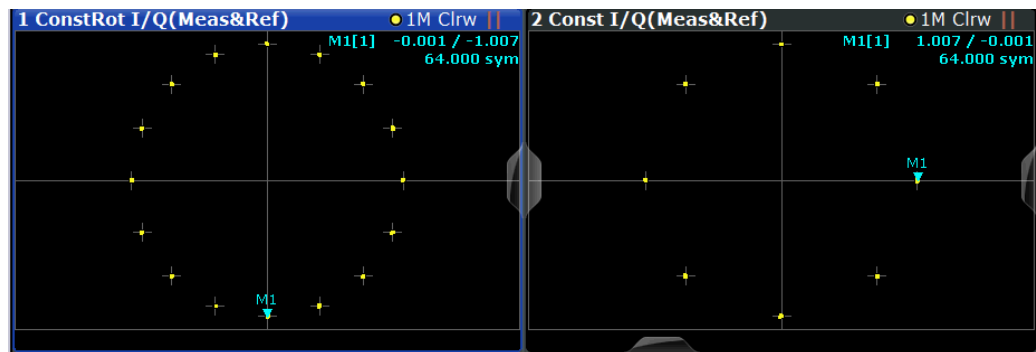 1 ConstRot I/Q(Meas&Ref) 1M Clrw
M1[1] -0.001 / -1.007
64.000 sym
M1
2 Const I/Q(Meas&Ref) 1M Clrw
M1[1] 1.007 / -0.001
64.000 sym
M1